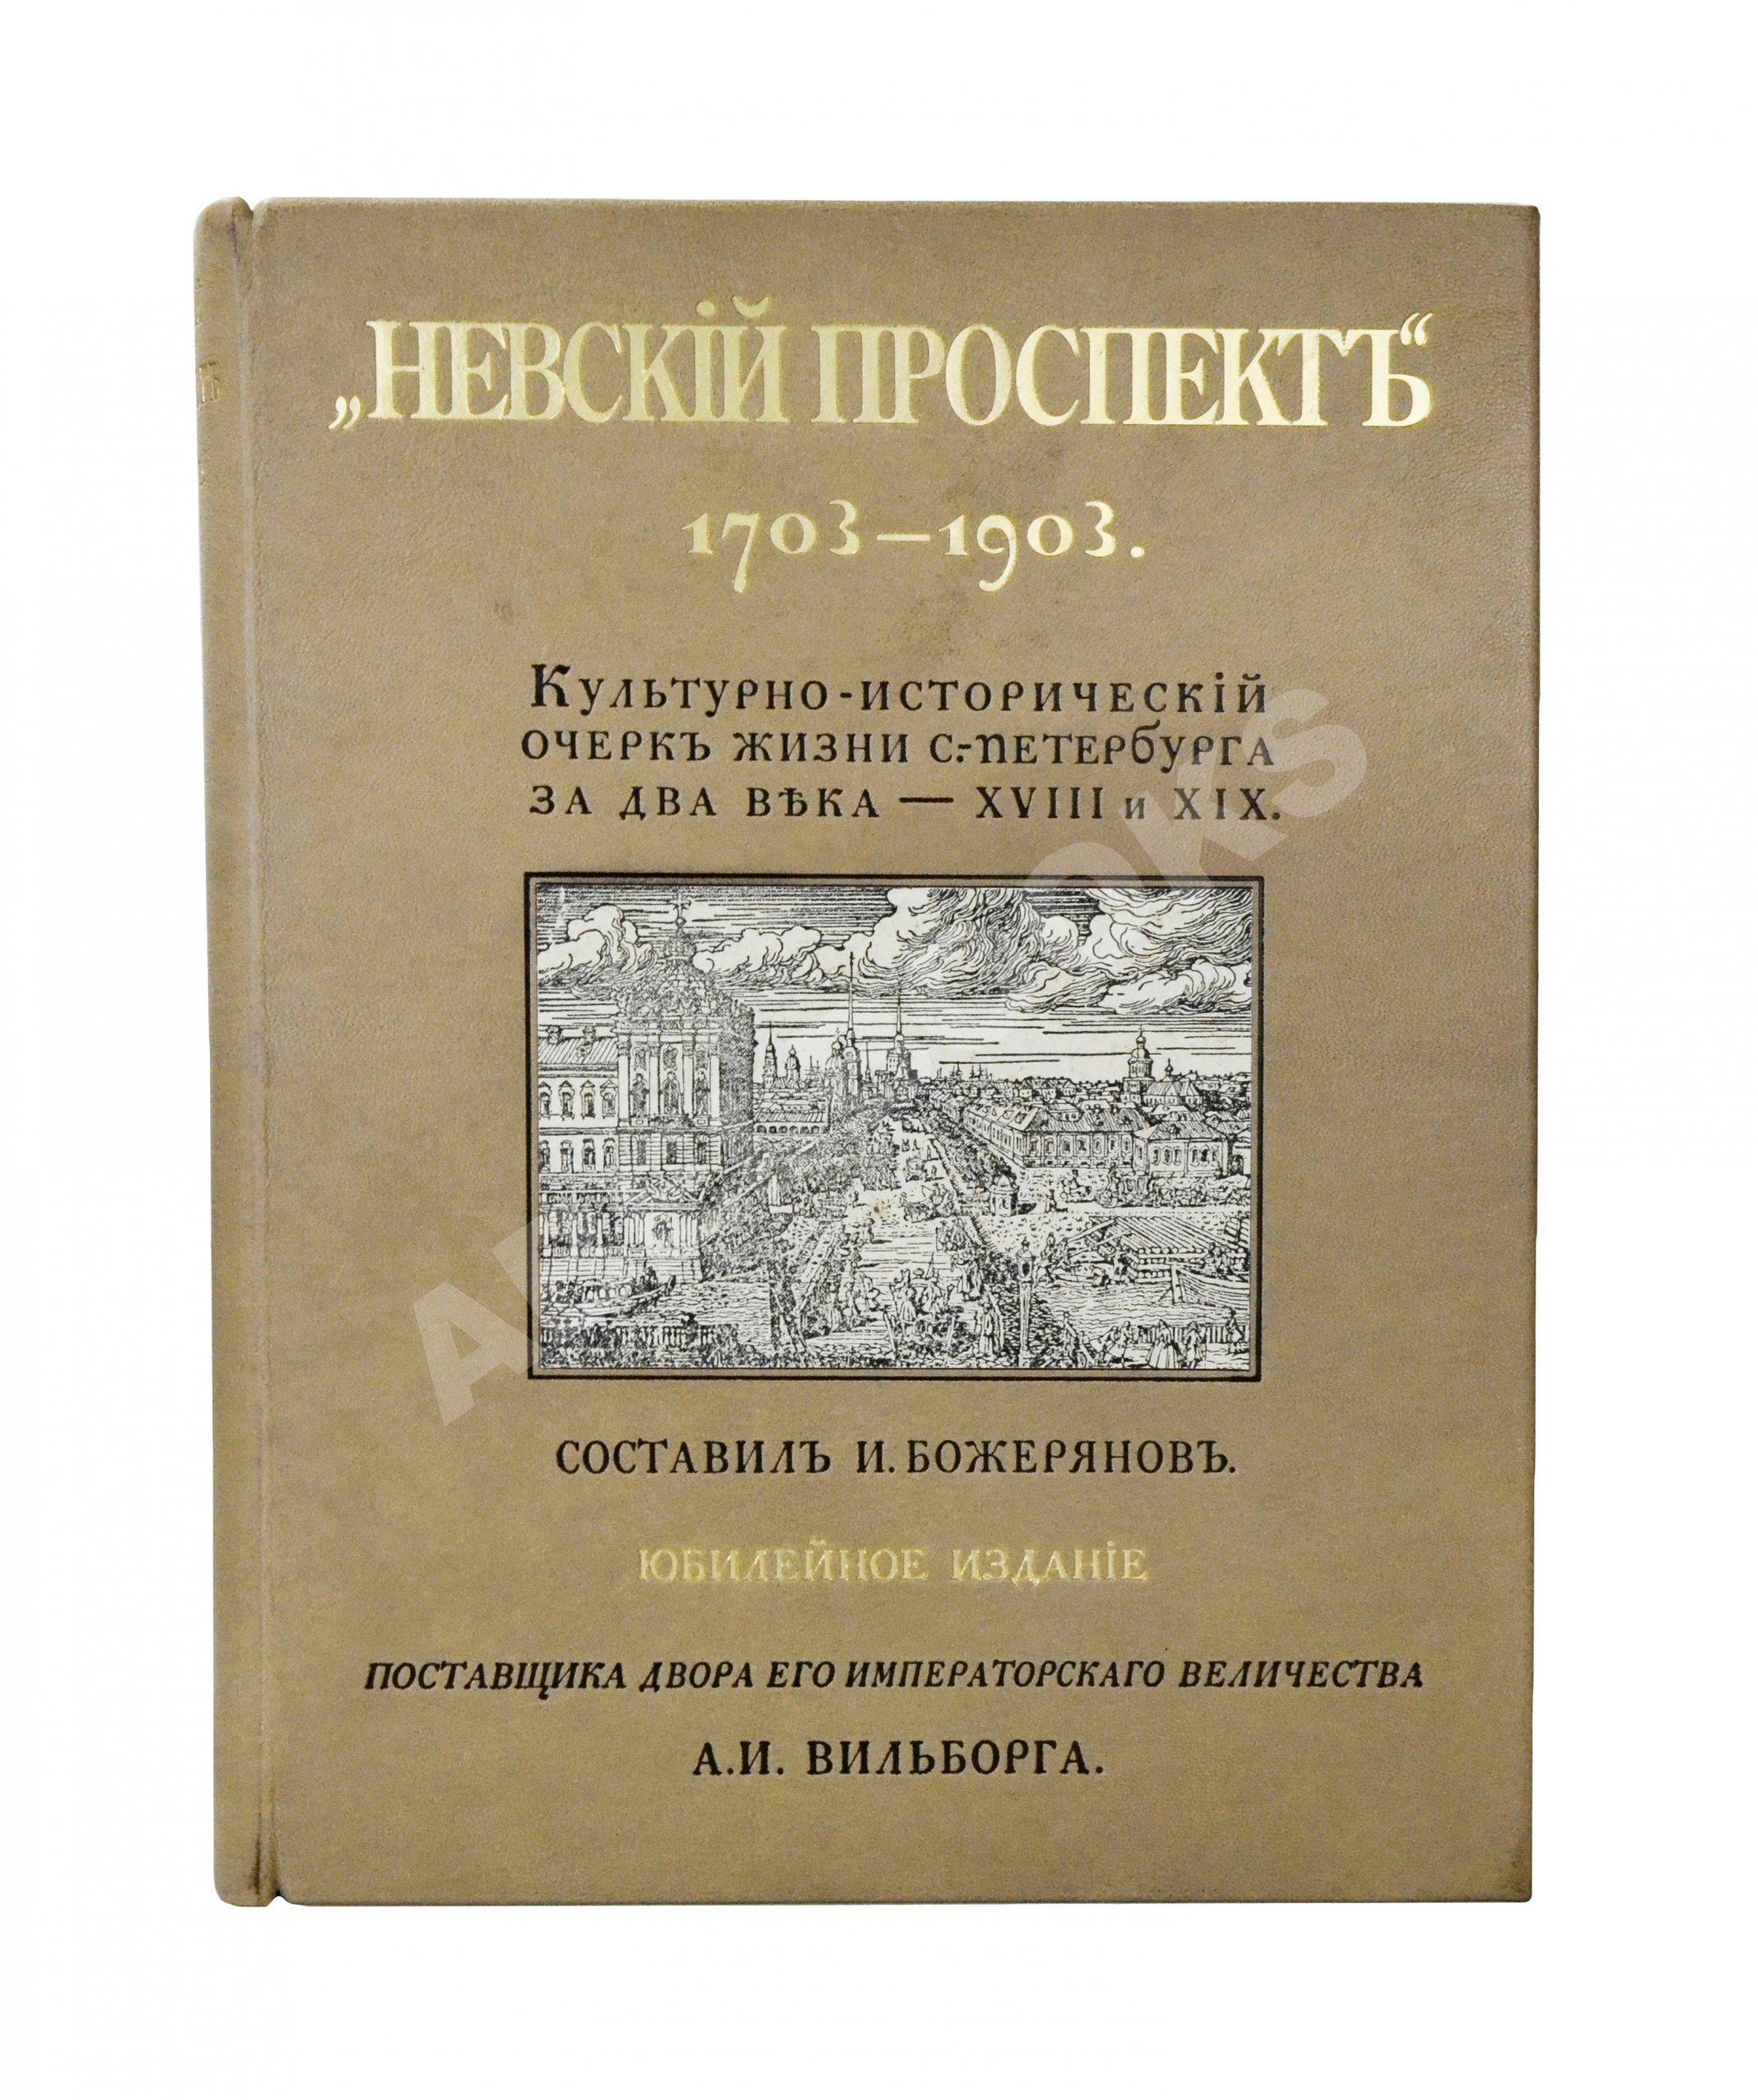 „НЕВСКІЙ ПРОСПЕКТЪ“
1703—1903.
Культурно-историческій
очеркъ жизни С.-Петербурга
за два вѣка — XVIII и XIX.
СОСТАВИЛЪ И. БОЖЕРЯНОВЪ.
ЮБИЛЕЙНОЕ ИЗДАНІЕ
ПОСТАВЩИКА ДВОРА ЕГО ИМПЕРАТОРСКАГО ВЕЛИЧЕСТВА
А.И. ВИЛЬБОРГА.